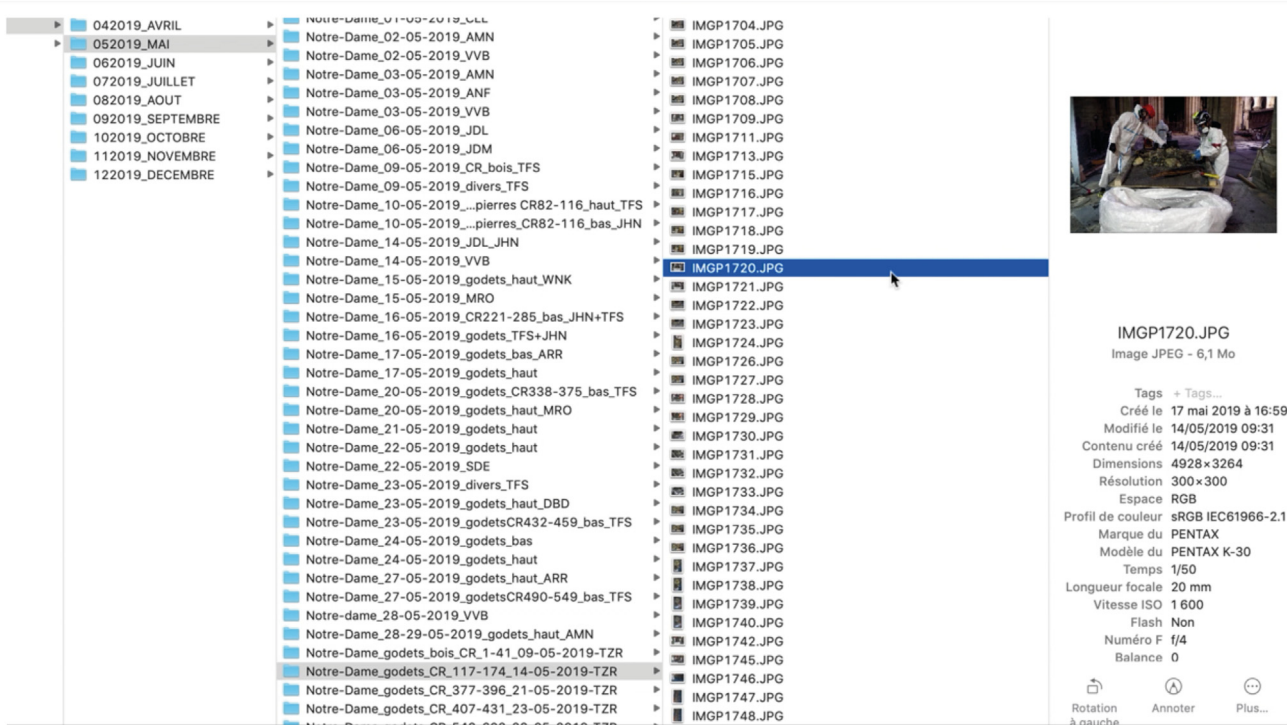 042019_AVRIL
052019_MAI
062019_JUIN
072019_JUILLET
082019_AOUT
092019_SEPTEMBRE
102019_OCTOBRE
112019_NOVEMBRE
122019_DECEMBRE
Notre-Dame_01-05-2019_CLL
Notre-Dame_02-05-2019_AMN
Notre-Dame_02-05-2019_VVB
Notre-Dame_03-05-2019_AMN
Notre-Dame_03-05-2019_ANF
Notre-Dame_03-05-2019_VVB
Notre-Dame_06-05-2019_JDL
Notre-Dame_06-05-2019_JDM
Notre-Dame_09-05-2019_CR_bois_TFS
Notre-Dame_09-05-2019_divers_TFS
Notre-Dame_10-05-2019_...pierres CR82-116_haut_TFS
Notre-Dame_10-05-2019_...pierres_CR82-116_bas_JHN
Notre-Dame_14-05-2019_JDL_JHN
Notre-Dame_14-05-2019_VVB
Notre-Dame_15-05-2019_godets_haut_WNK
Notre-Dame_15-05-2019_MRO
Notre-Dame_16-05-2019_CR221-285_bas_JHN+TFS
Notre-Dame_16-05-2019_godets_TFS+JHN
Notre-Dame_17-05-2019_godets_bas_ARR
Notre-Dame_17-05-2019_godets_haut
Notre-Dame_20-05-2019_godets_CR338-375_bas_TFS
Notre-Dame_20-05-2019_godets_haut_MRO
Notre-Dame_21-05-2019_godets_haut
Notre-Dame_22-05-2019_godets_haut
Notre-Dame_22-05-2019_SDE
Notre-Dame_23-05-2019_divers_TFS
Notre-Dame_23-05-2019_godets_haut_DBD
Notre-Dame_23-05-2019_godetsCR432-459_bas_TFS
Notre-Dame_24-05-2019_godets_bas
Notre-Dame_24-05-2019_godets_haut
Notre-Dame_27-05-2019_godets_haut_ARR
Notre-Dame_27-05-2019_godetsCR490-549_bas_TFS
Notre-dame_28-05-2019_VVB
Notre-Dame_28-29-05-2019_godets_haut_AMN
Notre-Dame_godets_bois_CR_1-41_09-05-2019-TZR
Notre-Dame_godets_CR_117-174_14-05-2019-TZR
Notre-Dame_godets_CR_377-396_21-05-2019-TZR
Notre-Dame_godets_CR_407-431_23-05-2019-TZR
IMGP1704.JPG
IMGP1705.JPG
IMGP1706.JPG
IMGP1707.JPG
IMGP1708.JPG
IMGP1709.JPG
IMGP1711.JPG
IMGP1713.JPG
IMGP1715.JPG
IMGP1716.JPG
IMGP1717.JPG
IMGP1718.JPG
IMGP1719.JPG
IMGP1720.JPG
IMGP1721.JPG
IMGP1722.JPG
IMGP1723.JPG
IMGP1724.JPG
IMGP1726.JPG
IMGP1727.JPG
IMGP1728.JPG
IMGP1729.JPG
IMGP1730.JPG
IMGP1731.JPG
IMGP1732.JPG
IMGP1733.JPG
IMGP1734.JPG
IMGP1735.JPG
IMGP1736.JPG
IMGP1737.JPG
IMGP1738.JPG
IMGP1739.JPG
IMGP1740.JPG
IMGP1742.JPG
IMGP1745.JPG
IMGP1746.JPG
IMGP1747.JPG
IMGP1748.JPG
IMGP1720.JPG
Image JPEG - 6,1 Mo
Tags + Tags...
Créé le 17 mai 2019 à 16:59
Modifié le 14/05/2019 09:31
Contenu créé 14/05/2019 09:31
Dimensions 4928×3264
Résolution 300×300
Espace RGB
Profil de couleur sRGB IEC61966-2.1
Marque du PENTAX
Modèle du PENTAX K-30
Temps 1/50
Longueur focale 20 mm
Vitesse ISO 1 600
Flash Non
Numéro F f/4
Balance 0
Rotation à gauche
Annoter
Plus...